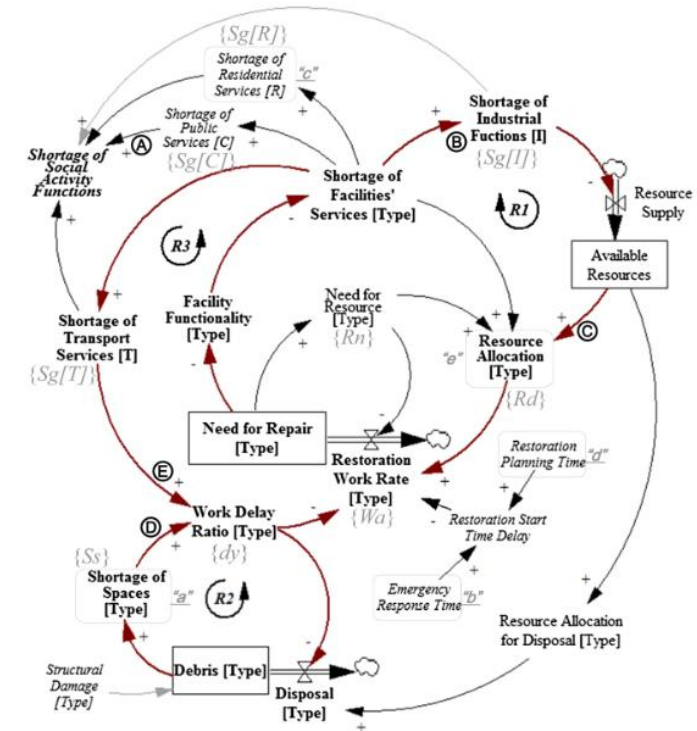 {Sg[R]}
Shortage of
Residential
Services [R]
"c"
Shortage of
Public
Services [C]
{Sg[C]}
A
Shortage of
Social
Activity
Functions
Shortage of
Industrial
Fuctions [I]
{Sg[I]}
B
Shortage of
Facilities'
Services [Type]
R1
Resource
Supply
Available
Resources
R3
Facility
Functionality
[Type]
Need for
Resource
[Type]
{Rn}
C
"e"
Resource
Allocation
[Type]
{Rd}
Shortage of
Transport
Services [T]
{Sg[T]}
Need for Repair
[Type]
Restoration
Work Rate
[Type]
{Wa}
Restoration
Planning Time
"d"
E
Work Delay
Ratio [Type]
{dy}
D
Restoration Start
Time Delay
{Ss}
Shortage of
Spaces
[Type]
"a"
R2
Emergency
Response Time
"b"
Resource Allocation
for Disposal [Type]
Structural
Damage
[Type]
Debris [Type]
Disposal
[Type]